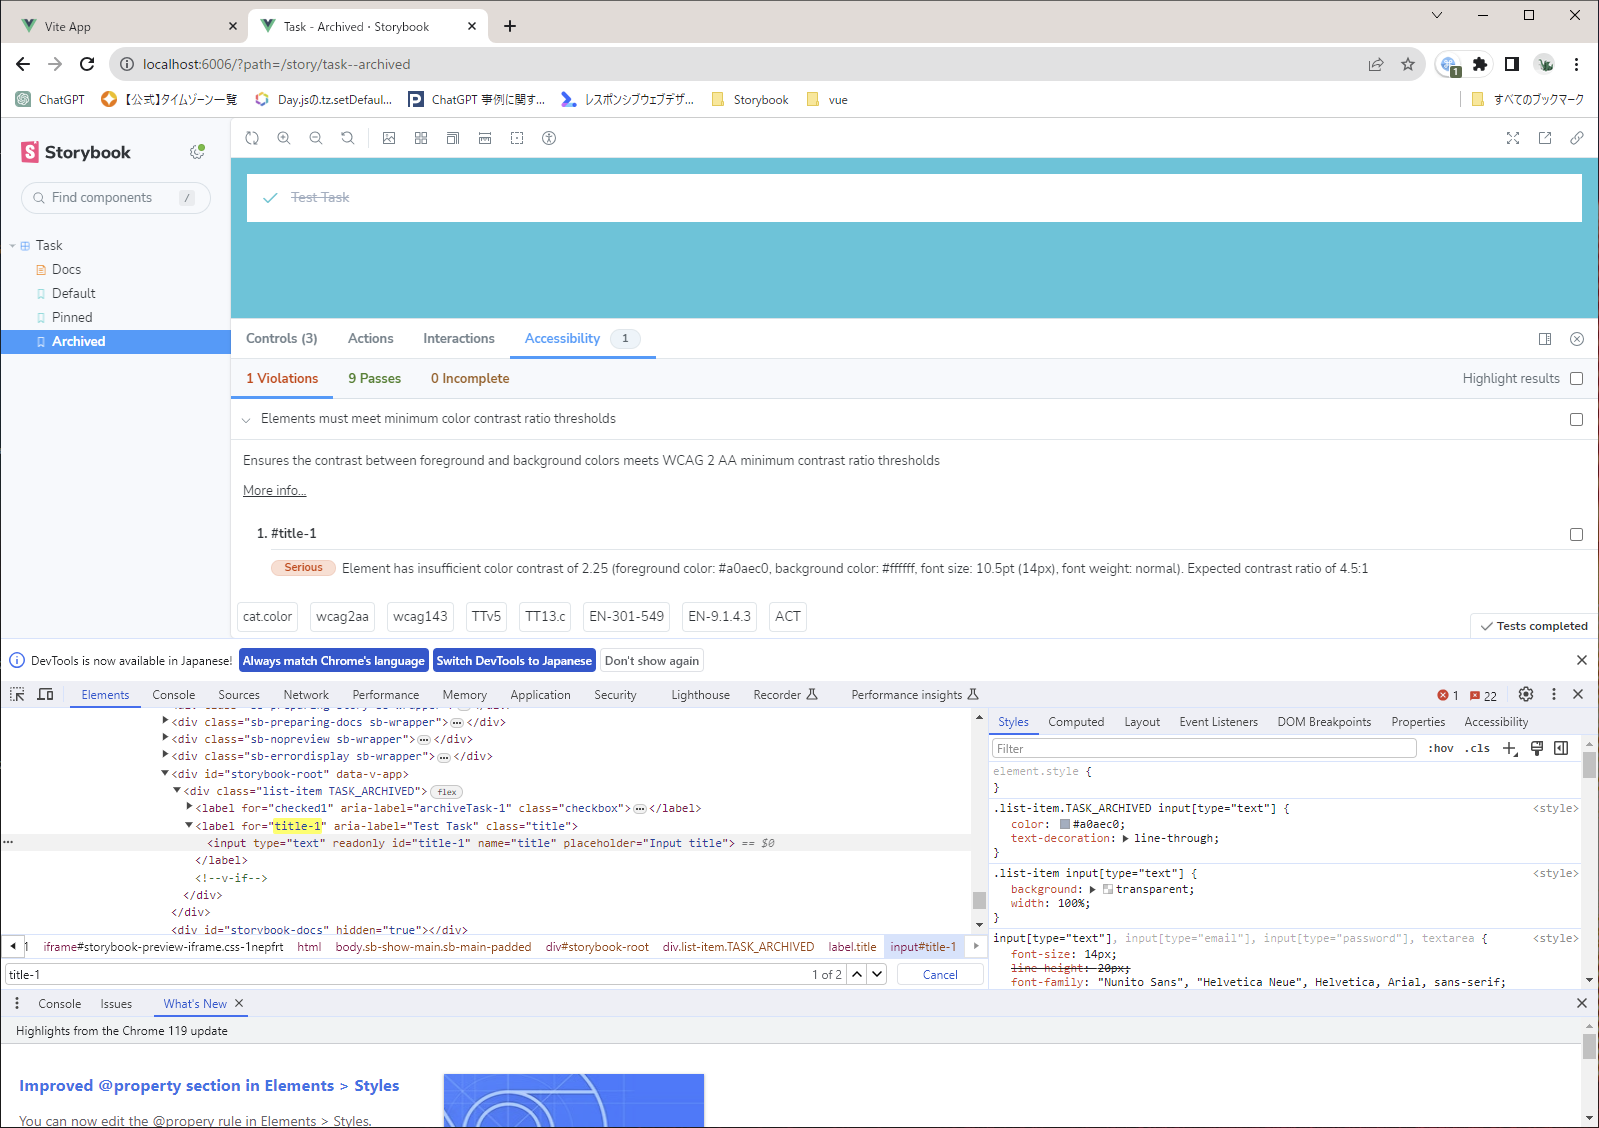 Vite App
Task - Archived · Storybook
localhost:6006/?path=/story/task--archived
1
ChatGPT
【公式】タイムゾーン一覧
Day.jsの.tz.setDefaul...
ChatGPT 事例に関す...
レスポンシブウェブデザ...
Storybook
vue
すべてのブックマーク
Storybook
Find components
/
Task
Docs
Default
Pinned
Archived
Test Task
Controls (3)
Actions
Interactions
Accessibility 1
1 Violations
9 Passes
0 Incomplete
Highlight results
Elements must meet minimum color contrast ratio thresholds
Ensures the contrast between foreground and background colors meets WCAG 2 AA minimum contrast ratio thresholds
More info...
1. #title-1
Serious Element has insufficient color contrast of 2.25 (foreground color: #a0aec0, background color: #ffffff, font size: 10.5pt (14px), font weight: normal). Expected contrast ratio of 4.5:1
cat.color wcag2aa wcag143 TTv5 TT13.c EN-301-549 EN-9.1.4.3 ACT
Tests completed
DevTools is now available in Japanese! Always match Chrome's language Switch DevTools to Japanese Don't show again
Elements Console Sources Network Performance Memory Application Security Lighthouse Recorder Performance insights 1 22
<div class="sb-preparing-docs sb-wrapper">…</div>
<div class="sb-nopreview sb-wrapper">…</div>
<div class="sb-errordisplay sb-wrapper">…</div>
<div id="storybook-root" data-v-app>
<div class="list-item TASK_ARCHIVED"> flex
<label for="checked1" aria-label="archiveTask-1" class="checkbox">…</label>
<label for="title-1" aria-label="Test Task" class="title">
<input type="text" readonly id="title-1" name="title" placeholder="Input title"> == $0
</label>
<!--v-if-->
</div>
</div>
<div id="storybook-docs" hidden="true"></div>
iframe#storybook-preview-iframe.css-1nepfrt html body.sb-show-main.sb-main-padded div#storybook-root div.list-item.TASK_ARCHIVED label.title input#title-1
title-1 1 of 2 Cancel
Styles Computed Layout Event Listeners DOM Breakpoints Properties Accessibility
Filter :hov .cls
element.style {
}
.list-item.TASK_ARCHIVED input[type="text"] { <style>
color: #a0aec0;
text-decoration: line-through;
}
.list-item input[type="text"] { <style>
background: transparent;
width: 100%;
}
input[type="text"], input[type="email"], input[type="password"], textarea { <style>
font-size: 14px;
line-height: 20px;
font-family: "Nunito Sans", "Helvetica Neue", Helvetica, Arial, sans-serif;
Console Issues What's New
Highlights from the Chrome 119 update
Improved @property section in Elements > Styles
You can now edit the @propery rule in Elements > Styles.